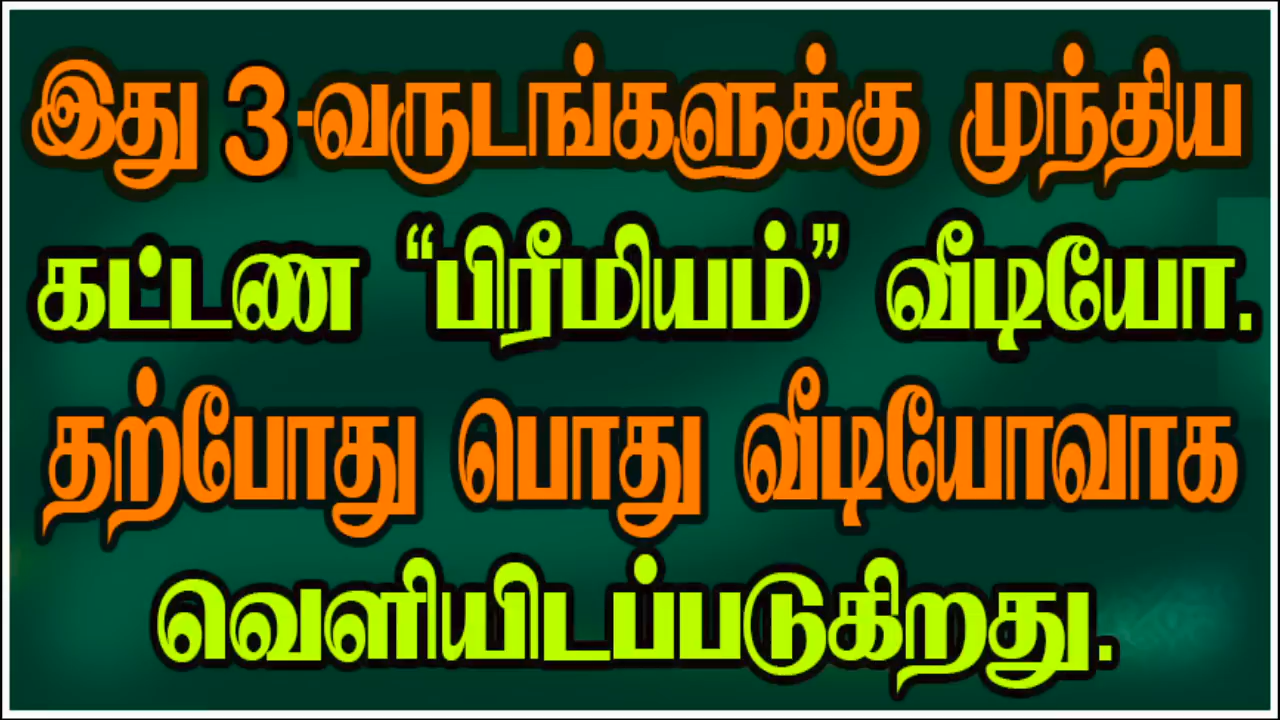 இது 3-வருடங்களுக்கு முந்திய
கட்டண “பிரீமியம்” வீடியோ.
தற்போது பொது வீடியோவாக
வெளியிடப்படுகிறது.